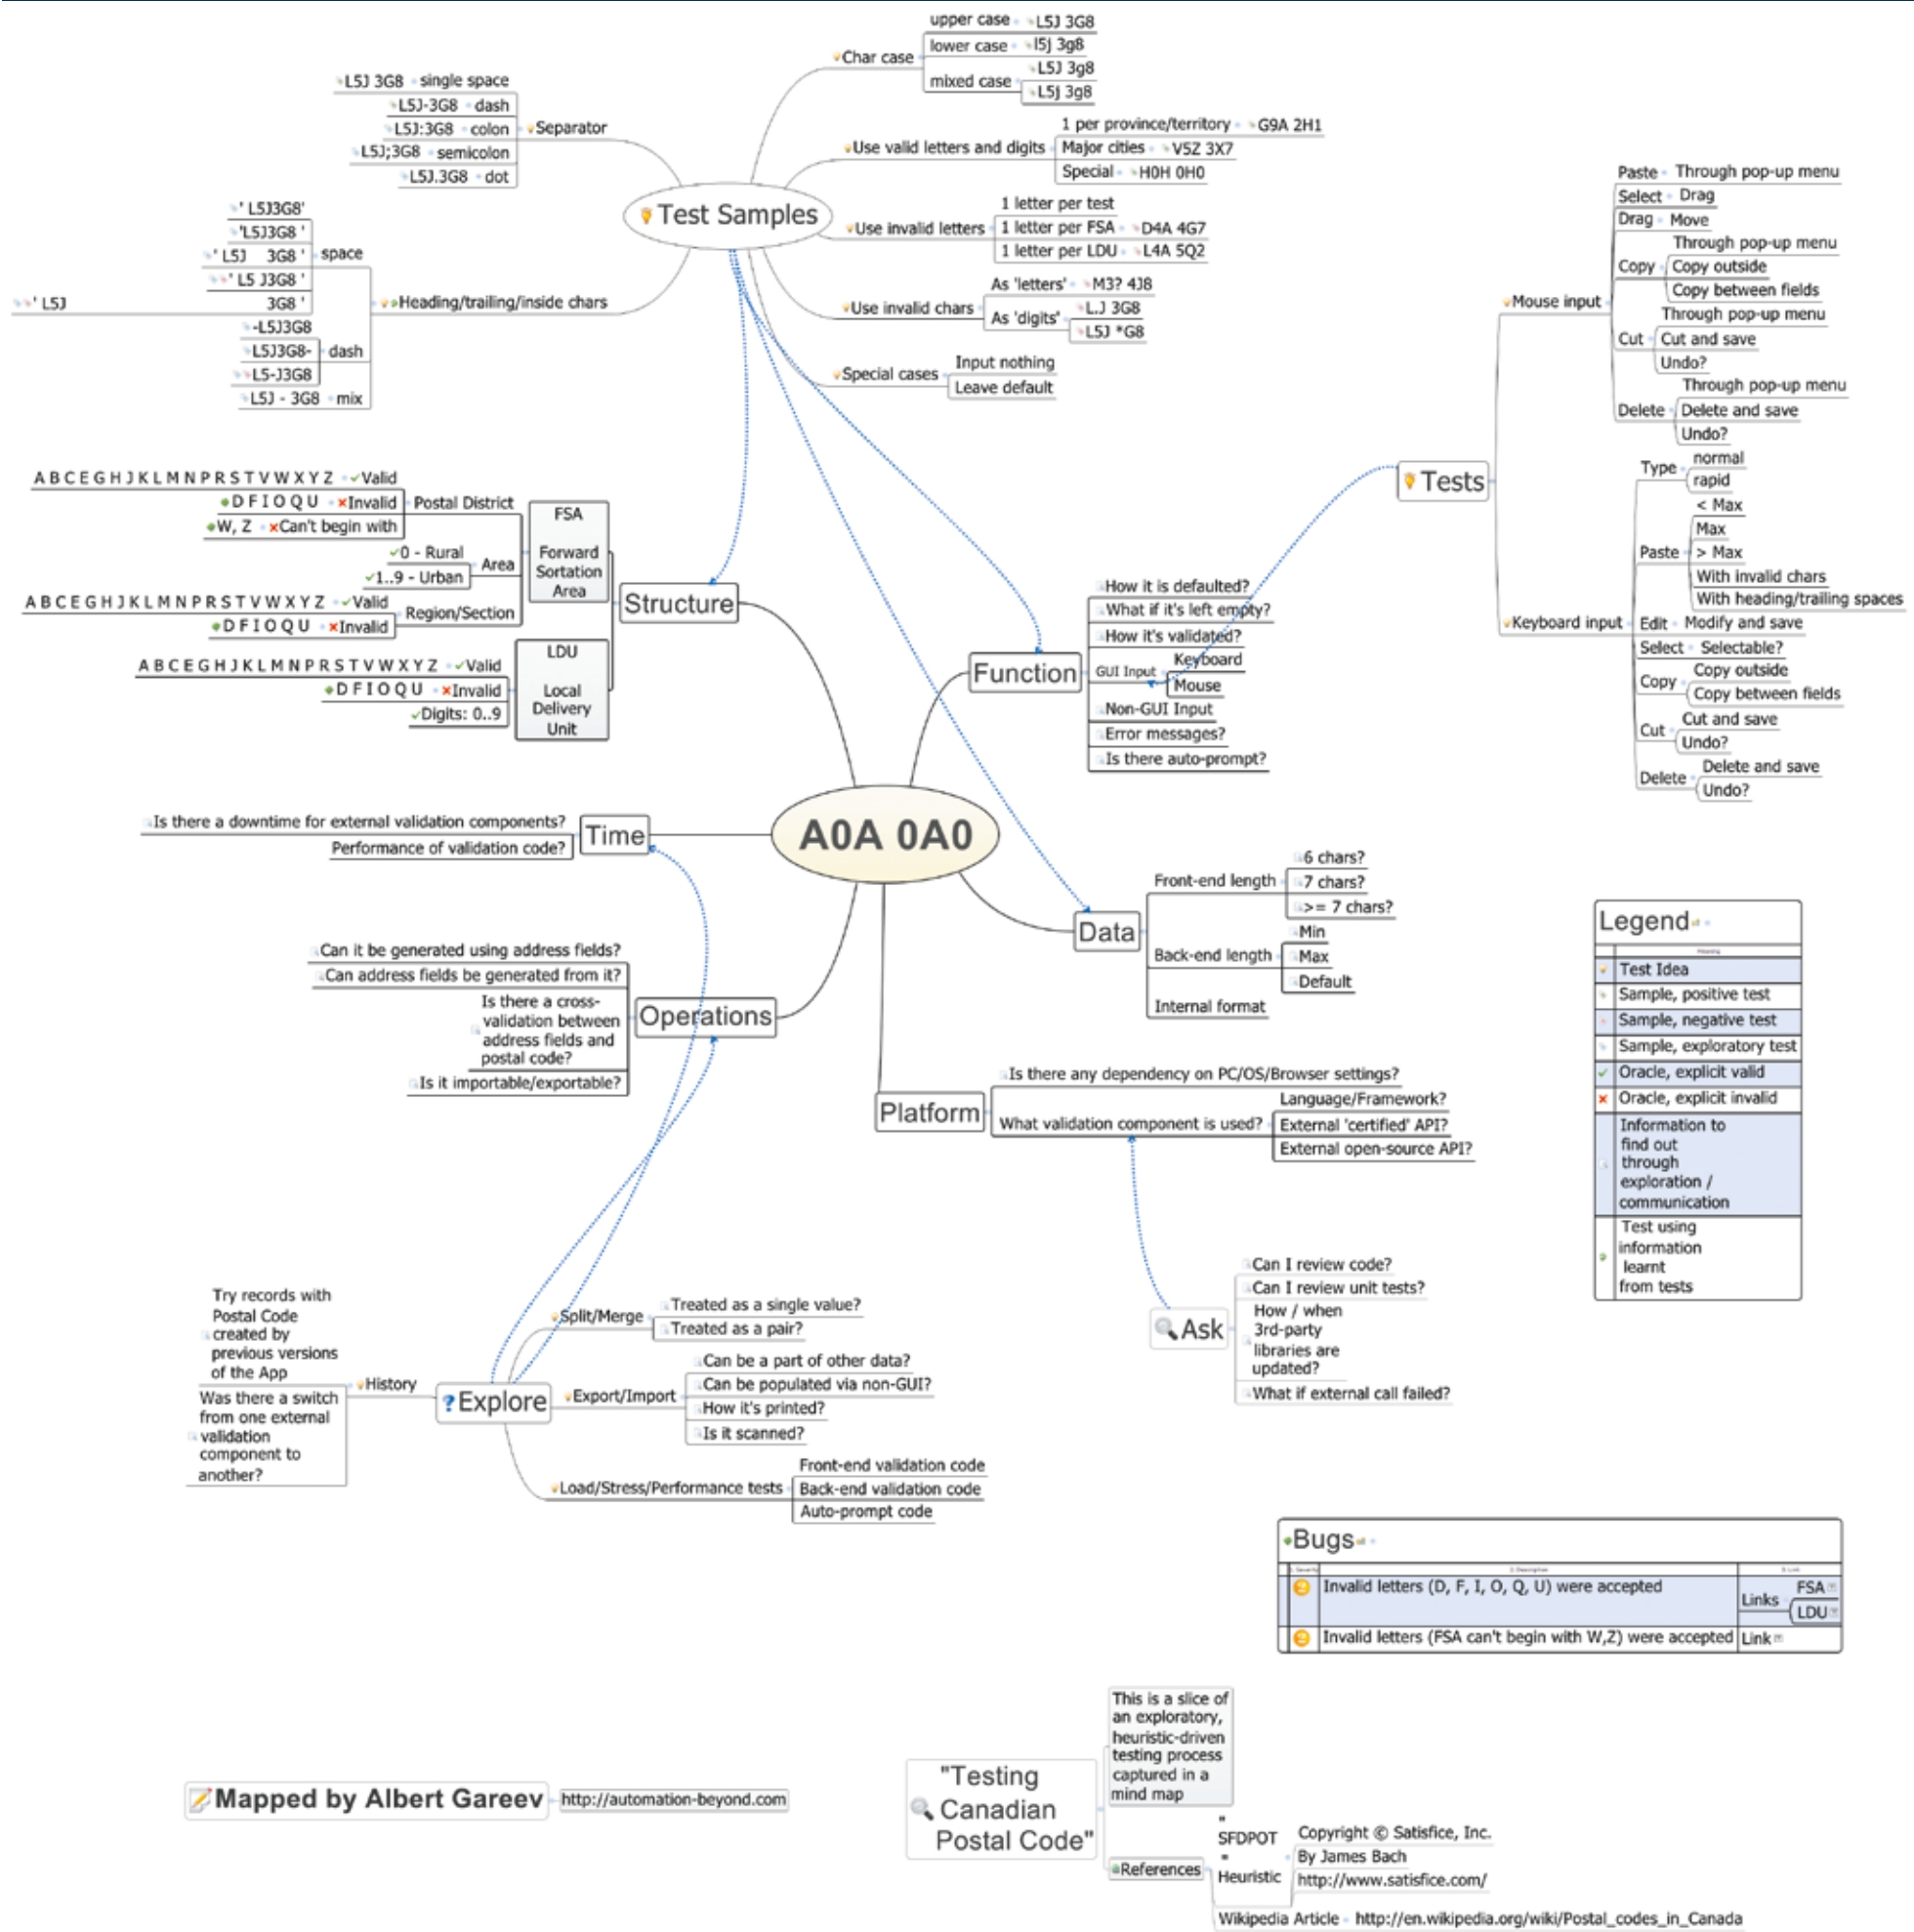 upper case L5J 3G8
Char case
lower case l5j 3g8
mixed case
L5J 3g8
L5j 3g8
L5J 3G8 single space
L5J-3G8 dash
L5J:3G8 colon
L5J;3G8 semicolon
L5J.3G8 dot
Separator
Use valid letters and digits
1 per province/territory G9A 2H1
Major cities V5Z 3X7
Special H0H 0H0
Test Samples
Use invalid letters
1 letter per test
1 letter per FSA D4A 4G7
1 letter per LDU L4A 5Q2
' L5J3G8'
'L5J3G8 '
' L5J 3G8 '
' L5 J3G8 '
' L5J 3G8 '
space
Heading/trailing/inside chars
-L5J3G8
L5J3G8-
L5-J3G8
dash
L5J - 3G8 mix
Use invalid chars
As 'letters' M3? 4J8
As 'digits'
L.J 3G8
L5J *G8
Special cases
Input nothing
Leave default
Tests
Mouse input
Paste Through pop-up menu
Select Drag
Drag Move
Copy
Through pop-up menu
Copy outside
Copy between fields
Cut
Through pop-up menu
Cut and save
Undo?
Delete
Through pop-up menu
Delete and save
Undo?
Keyboard input
Type
normal
rapid
Paste
< Max
Max
> Max
With invalid chars
With heading/trailing spaces
Edit Modify and save
Select Selectable?
Copy
Copy outside
Copy between fields
Cut
Cut and save
Undo?
Delete
Delete and save
Undo?
A B C E G H J K L M N P R S T V W X Y Z Valid
D F I O Q U Invalid
W, Z Can't begin with
Postal District
0 - Rural
1..9 - Urban
Area
A B C E G H J K L M N P R S T V W X Y Z Valid
D F I O Q U Invalid
Region/Section
FSA
Forward
Sortation
Area
A B C E G H J K L M N P R S T V W X Y Z Valid
D F I O Q U Invalid
Digits: 0..9
LDU
Local
Delivery
Unit
Structure
Function
How it is defaulted?
What if it's left empty?
How it's validated?
GUI Input
Keyboard
Mouse
Non-GUI Input
Error messages?
Is there auto-prompt?
A0A 0A0
Time
Is there a downtime for external validation components?
Performance of validation code?
Data
Front-end length
6 chars?
7 chars?
>= 7 chars?
Back-end length
Min
Max
Default
Internal format
Operations
Can it be generated using address fields?
Can address fields be generated from it?
Is there a cross-
validation between
address fields and
postal code?
Is it importable/exportable?
Platform
Is there any dependency on PC/OS/Browser settings?
What validation component is used?
Language/Framework?
External 'certified' API?
External open-source API?
Legend
Meaning
Test Idea
Sample, positive test
Sample, negative test
Sample, exploratory test
Oracle, explicit valid
Oracle, explicit invalid
Information to
find out
through
exploration /
communication
Test using
information
learnt
from tests
Ask
Can I review code?
Can I review unit tests?
How / when
3rd-party
libraries are
updated?
What if external call failed?
Explore
Try records with
Postal Code
created by
previous versions
of the App
Was there a switch
from one external
validation
component to
another?
History
Split/Merge
Treated as a single value?
Treated as a pair?
Export/Import
Can be a part of other data?
Can be populated via non-GUI?
How it's printed?
Is it scanned?
Load/Stress/Performance tests
Front-end validation code
Back-end validation code
Auto-prompt code
Bugs
1. Severity 2. Description 3. Link
2 Invalid letters (D, F, I, O, Q, U) were accepted Links
FSA
LDU
2 Invalid letters (FSA can't begin with W,Z) were accepted Link
Mapped by Albert Gareev http://automation-beyond.com
"Testing
Canadian
Postal Code"
This is a slice of
an exploratory,
heuristic-driven
testing process
captured in a
mind map
References
"
SFDPOT
"
Heuristic
Copyright © Satisfice, Inc.
By James Bach
http://www.satisfice.com/
Wikipedia Article http://en.wikipedia.org/wiki/Postal_codes_in_Canada